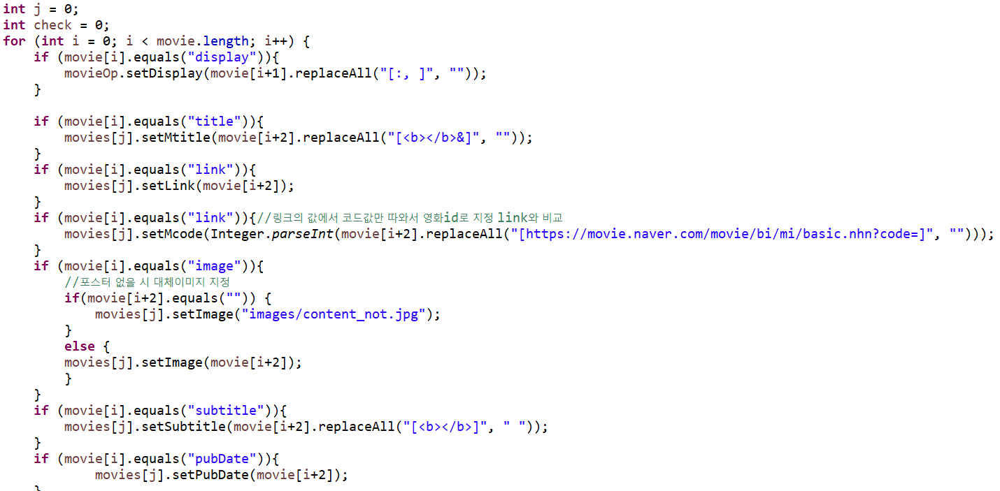 int j = 0;
int check = 0;
for (int i = 0; i < movie.length; i++) {
if (movie[i].equals("display")){
movieOp.setDisplay(movie[i+1].replaceAll("[:, ]", ""));
}
if (movie[i].equals("title")){
movies[j].setMtitle(movie[i+2].replaceAll("[<b></b>&]", ""));
}
if (movie[i].equals("link")){
movies[j].setLink(movie[i+2]);
}
if (movie[i].equals("link")){//링크의 값에서 코드값만 따와서 영화id로 지정 link와 비교
movies[j].setMcode(Integer.parseInt(movie[i+2].replaceAll("[https://movie.naver.com/movie/bi/mi/basic.nhn?code=]", "")));
}
if (movie[i].equals("image")){
//포스터 없을 시 대체이미지 지정
if(movie[i+2].equals("")) {
movies[j].setImage("images/content_not.jpg");
}
else {
movies[j].setImage(movie[i+2]);
}
}
if (movie[i].equals("subtitle")){
movies[j].setSubtitle(movie[i+2].replaceAll("[<b></b>]", " "));
}
if (movie[i].equals("pubDate")){
movies[j].setPubDate(movie[i+2]);
}